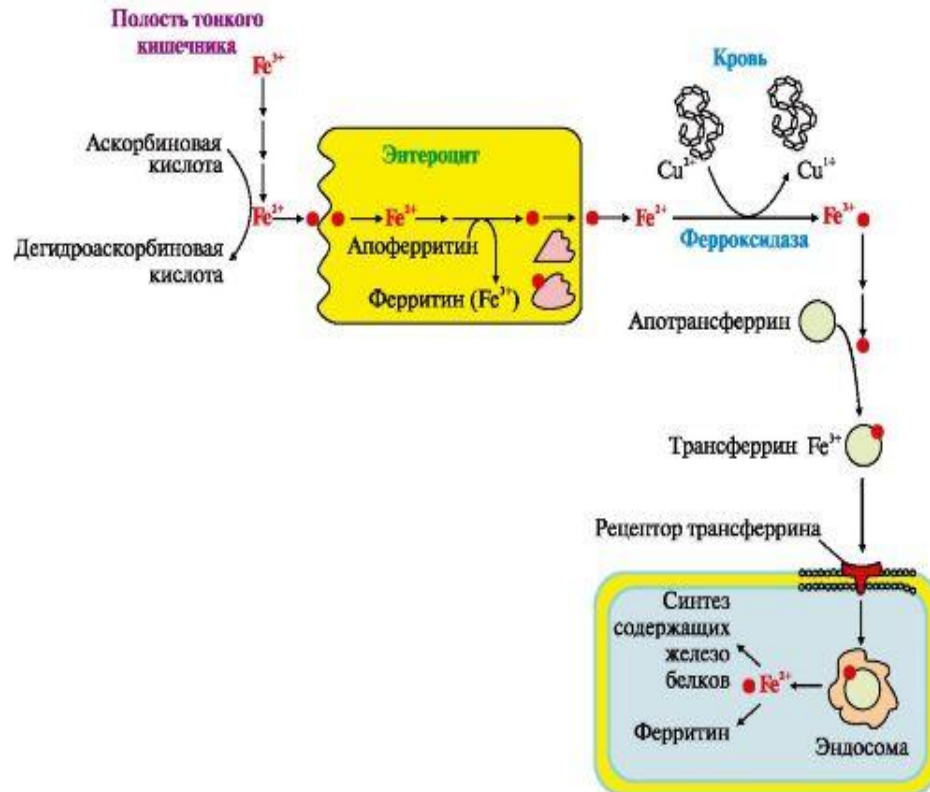 Полость тонкого
кишечника
Fe³⁺
Аскорбиновая
кислота
Fe²⁺
Дегидроаскорбиновая
кислота
Энтероцит
Fe²⁺
Апоферритин
Ферритин (Fe³⁺)
Кровь
Cu²⁺
Cu¹⁺
Fe²⁺
Fe³⁺
Ферроксидаза
Апотрансферрин
Трансферрин Fe³⁺
Рецептор трансферрина
Синтез
содержащих
железо
белков
Fe²⁺
Ферритин
Эндосома